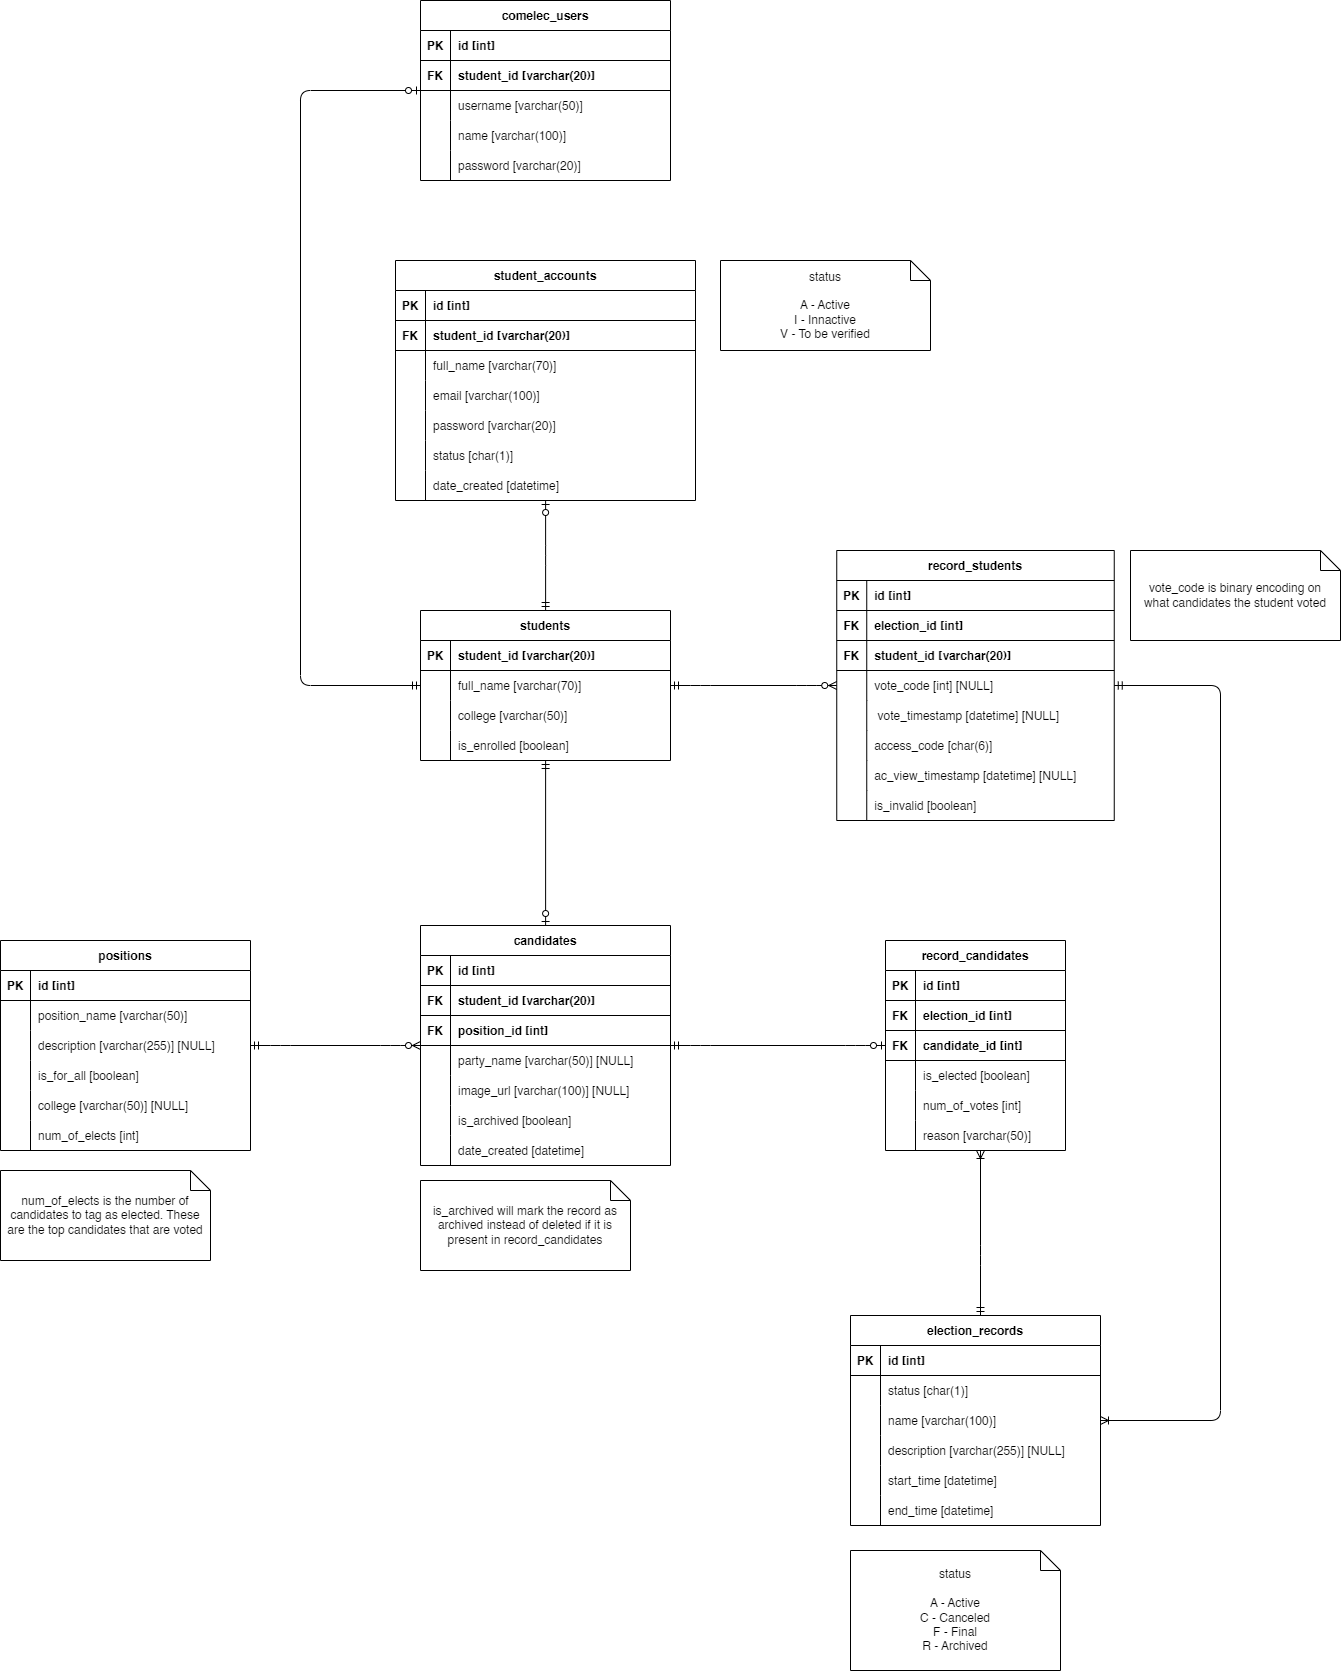 comelec_users
PK id [int]
FK student_id [varchar(20)]
username [varchar(50)]
name [varchar(100)]
password [varchar(20)]
student_accounts
PK id [int]
FK student_id [varchar(20)]
full_name [varchar(70)]
email [varchar(100)]
password [varchar(20)]
status [char(1)]
date_created [datetime]
status
A - Active
I - Innactive
V - To be verified
students
PK student_id [varchar(20)]
full_name [varchar(70)]
college [varchar(50)]
is_enrolled [boolean]
record_students
PK id [int]
FK election_id [int]
FK student_id [varchar(20)]
vote_code [int] [NULL]
vote_timestamp [datetime] [NULL]
access_code [char(6)]
ac_view_timestamp [datetime] [NULL]
is_invalid [boolean]
vote_code is binary encoding on
what candidates the student voted
positions
PK id [int]
position_name [varchar(50)]
description [varchar(255)] [NULL]
is_for_all [boolean]
college [varchar(50)] [NULL]
num_of_elects [int]
num_of_elects is the number of
candidates to tag as elected. These
are the top candidates that are voted
candidates
PK id [int]
FK student_id [varchar(20)]
FK position_id [int]
party_name [varchar(50)] [NULL]
image_url [varchar(100)] [NULL]
is_archived [boolean]
date_created [datetime]
is_archived will mark the record as
archived instead of deleted if it is
present in record_candidates
record_candidates
PK id [int]
FK election_id [int]
FK candidate_id [int]
is_elected [boolean]
num_of_votes [int]
reason [varchar(50)]
election_records
PK id [int]
status [char(1)]
name [varchar(100)]
description [varchar(255)] [NULL]
start_time [datetime]
end_time [datetime]
status
A - Active
C - Canceled
F - Final
R - Archived